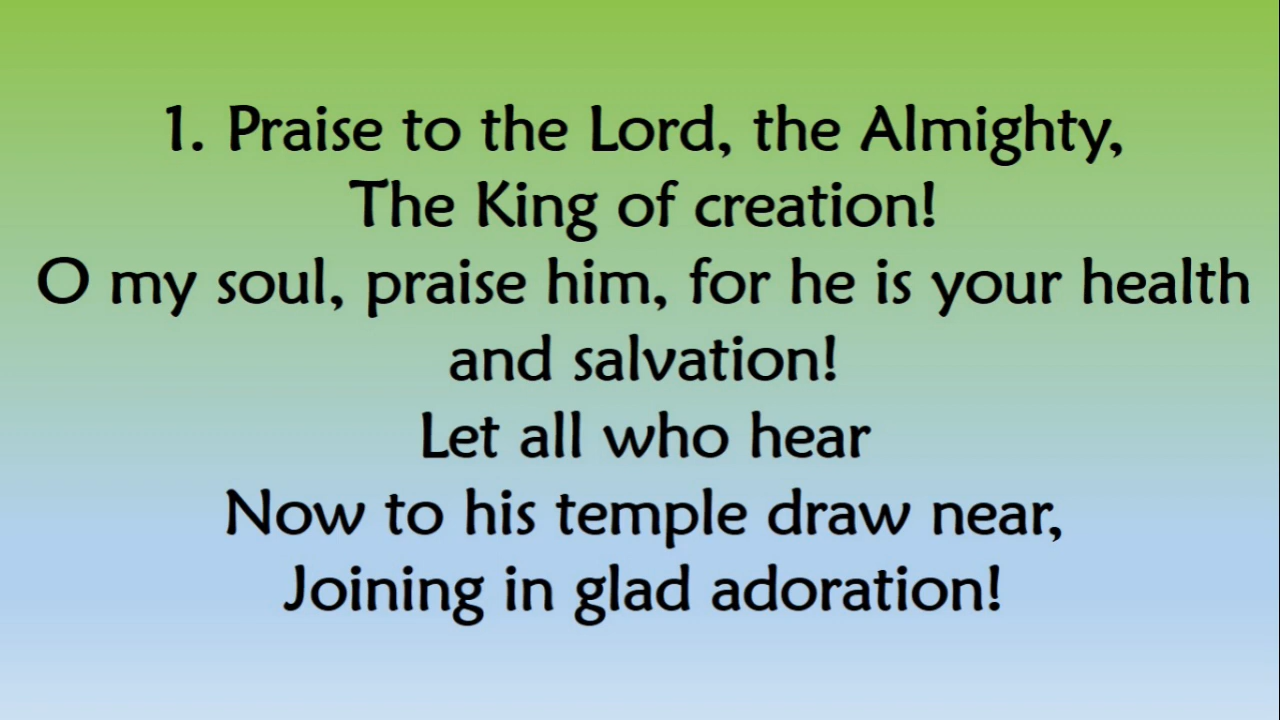 1. Praise to the Lord, the Almighty,
The King of creation!
O my soul, praise him, for he is your health
and salvation!
Let all who hear
Now to his temple draw near,
Joining in glad adoration!